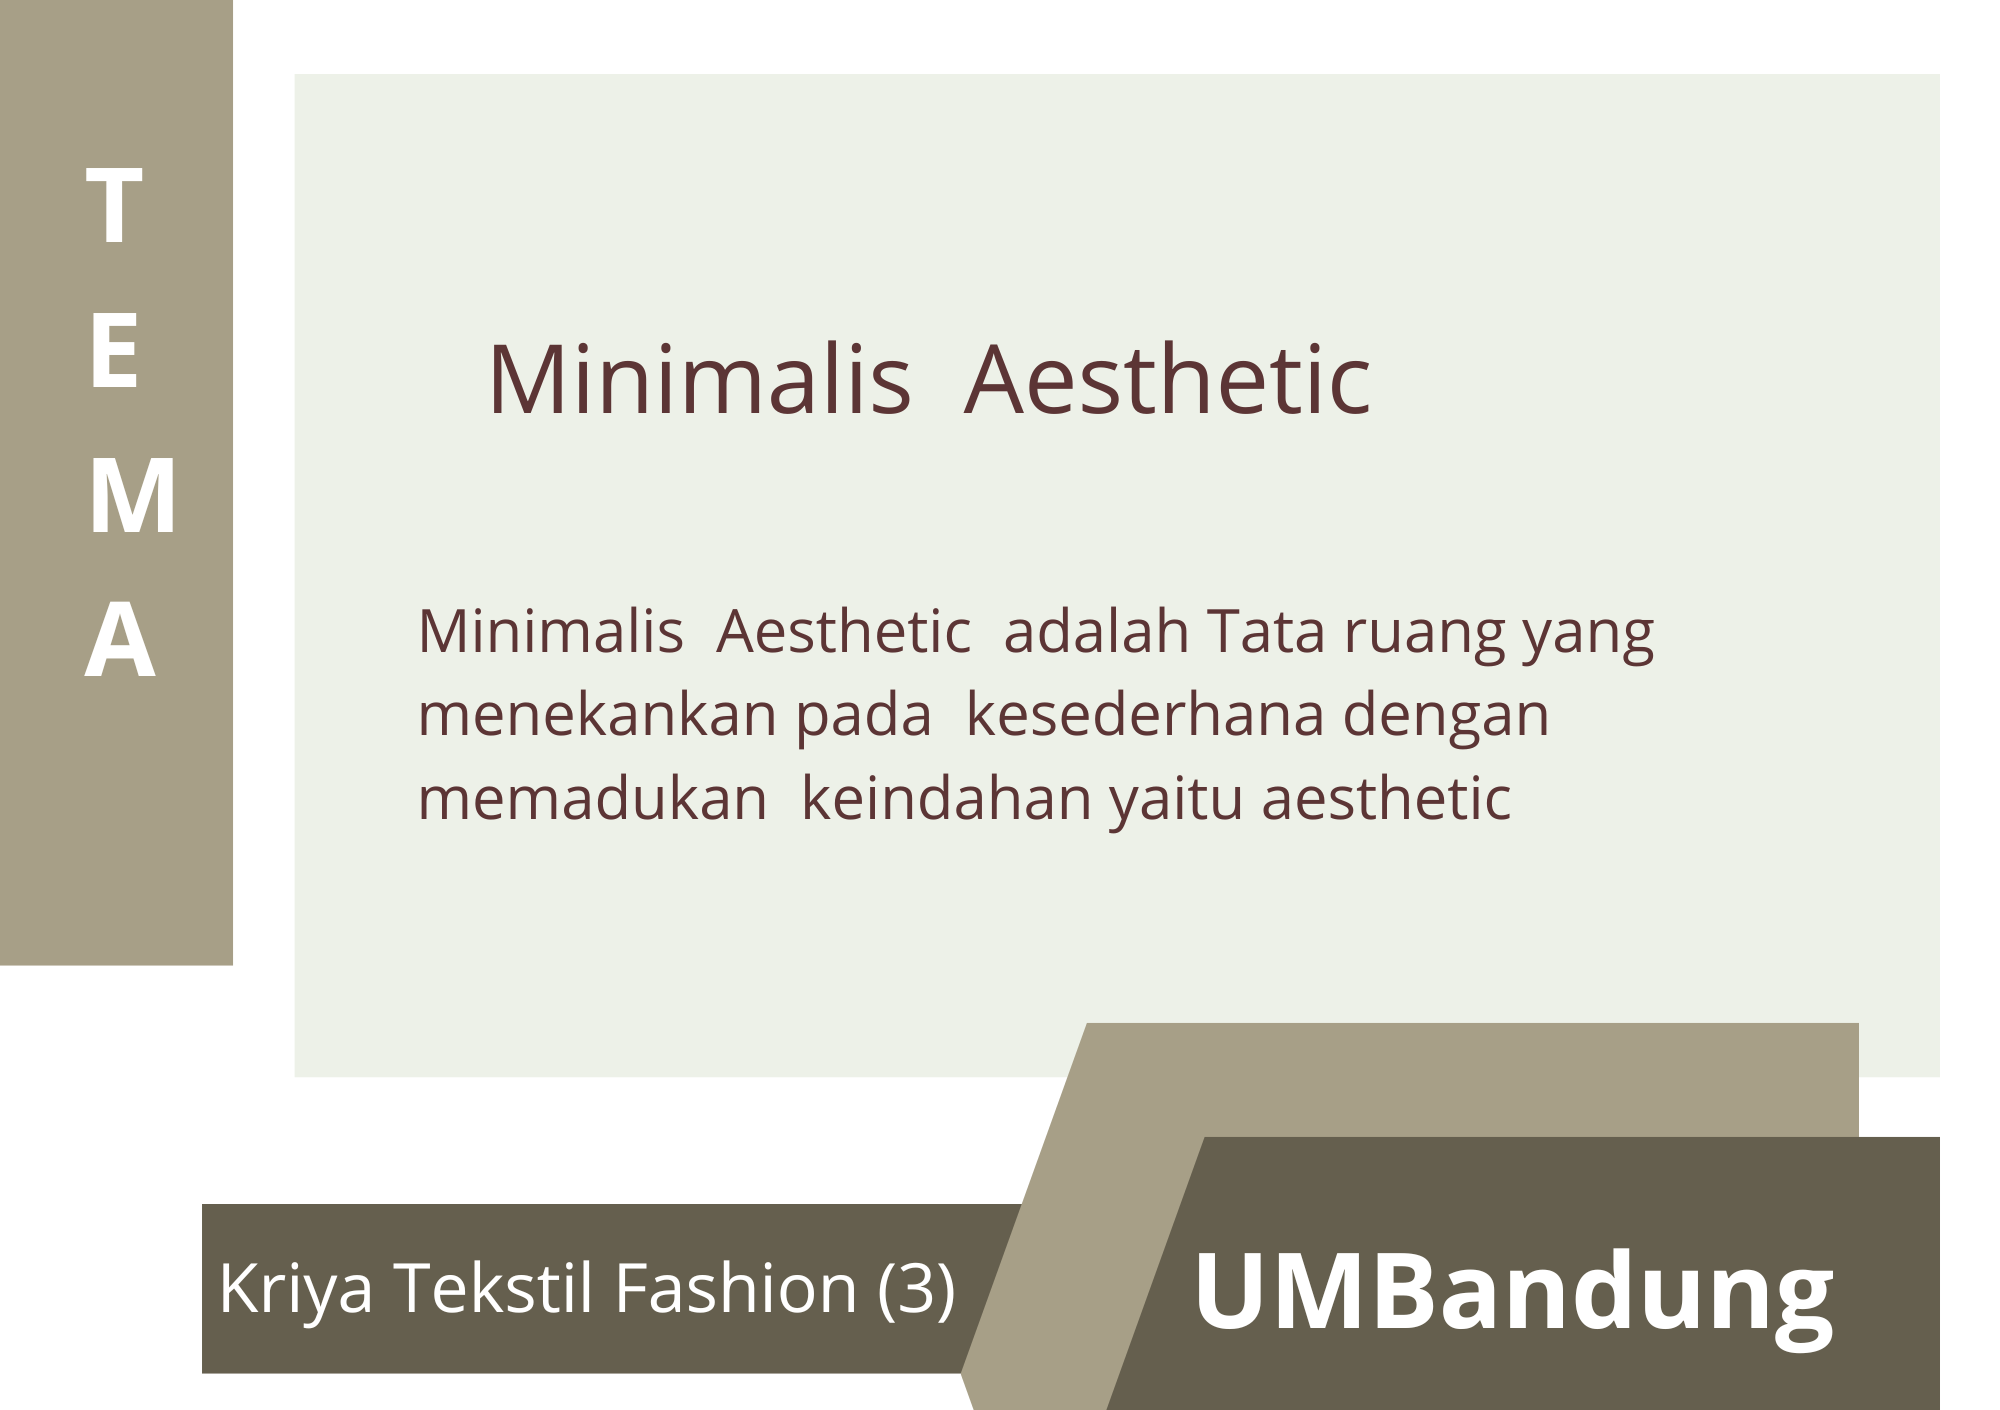 T
E
M
A
Minimalis  Aesthetic
Minimalis  Aesthetic  adalah Tata ruang yang
menekankan pada  kesederhana dengan
memadukan  keindahan yaitu aesthetic
Kriya Tekstil Fashion (3)
UMBandung